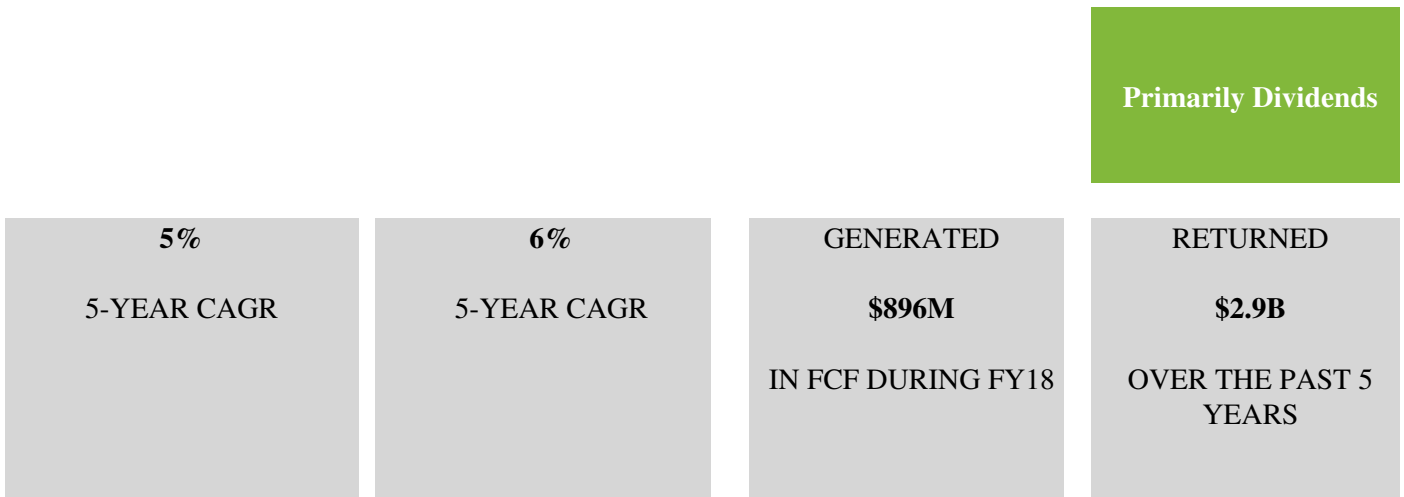 Primarily Dividends
5%
5-YEAR CAGR
6%
5-YEAR CAGR
GENERATED
$896M
IN FCF DURING FY18
RETURNED
$2.9B
OVER THE PAST 5
YEARS